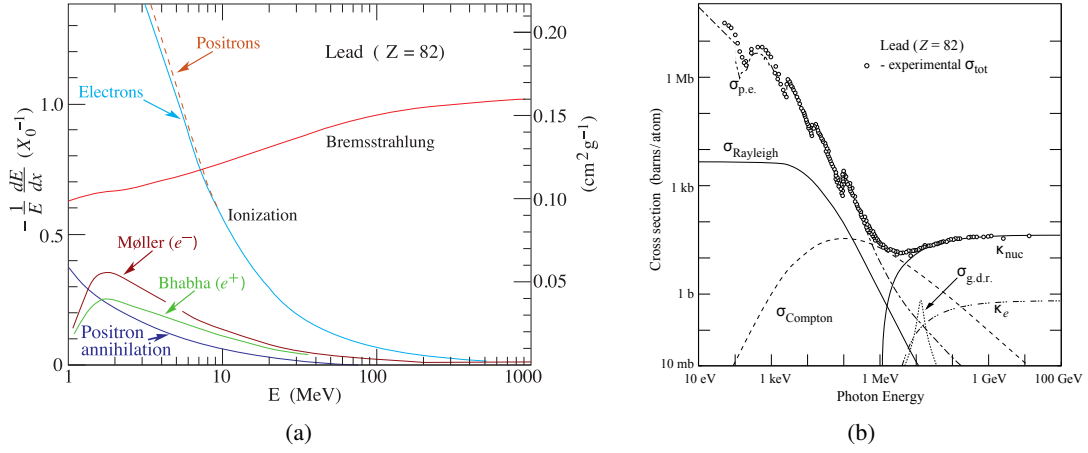 Positrons
Lead ( Z = 82)
Electrons
Bremsstrahlung
Ionization
Møller (e−)
Bhabha (e+)
Positron
annihilation
− 1/E dE/dx (X0−1)
(cm2 g−1)
1.0
0.5
0
0.20
0.15
0.10
0.05
1
10
100
1000
E (MeV)
(a)
Lead (Z = 82)
- experimental σtot
σp.e.
σRayleigh
κnuc
σg.d.r.
σCompton
κe
Cross section (barns/atom)
1 Mb
1 kb
1 b
10 mb
10 eV
1 keV
1 MeV
1 GeV
100 GeV
Photon Energy
(b)